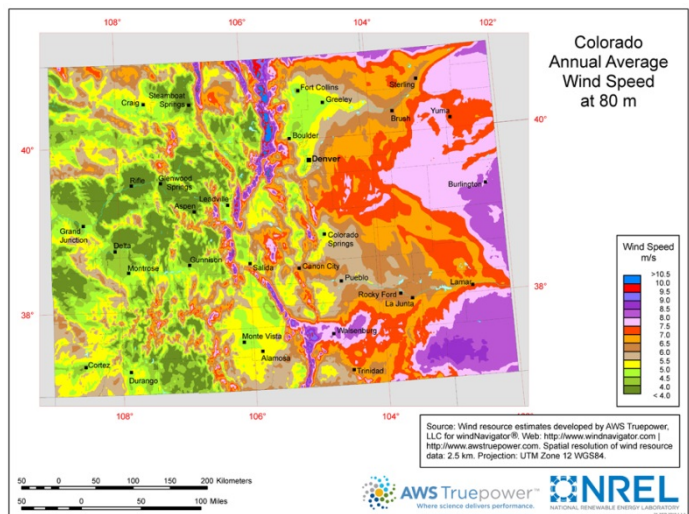 Colorado
Annual Average
Wind Speed
at 80 m
108°
106°
104°
102°
Sterling
Fort Collins
Steamboat
Springs
Craig
Greeley
Yuma
Brush
40°
Boulder
40°
Denver
Rifle
Glenwood
Springs
Burlington
Leadville
Aspen
Grand
Junction
Colorado
Springs
Delta
Gunnison
Salida
Canon City
Montrose
Pueblo
Lamar
38°
Rocky Ford
La Junta
38°
Walsenburg
Monte Vista
Alamosa
Cortez
Durango
Trinidad
108°
106°
104°
Wind Speed
m/s
>10.5
10.0
9.5
9.0
8.5
8.0
7.5
7.0
6.5
6.0
5.5
5.0
4.5
4.0
< 4.0
Source: Wind resource estimates developed by AWS Truepower,
LLC for windNavigator®. Web: http://www.windnavigator.com |
http://www.awstruepower.com. Spatial resolution of wind resource
data: 2.5 km. Projection: UTM Zone 12 WGS84.
50 0 50 100 150 200 Kilometers
50 0 50 100 Miles
AWS Truepower™
Where science delivers performance.
NREL
NATIONAL RENEWABLE ENERGY LABORATORY